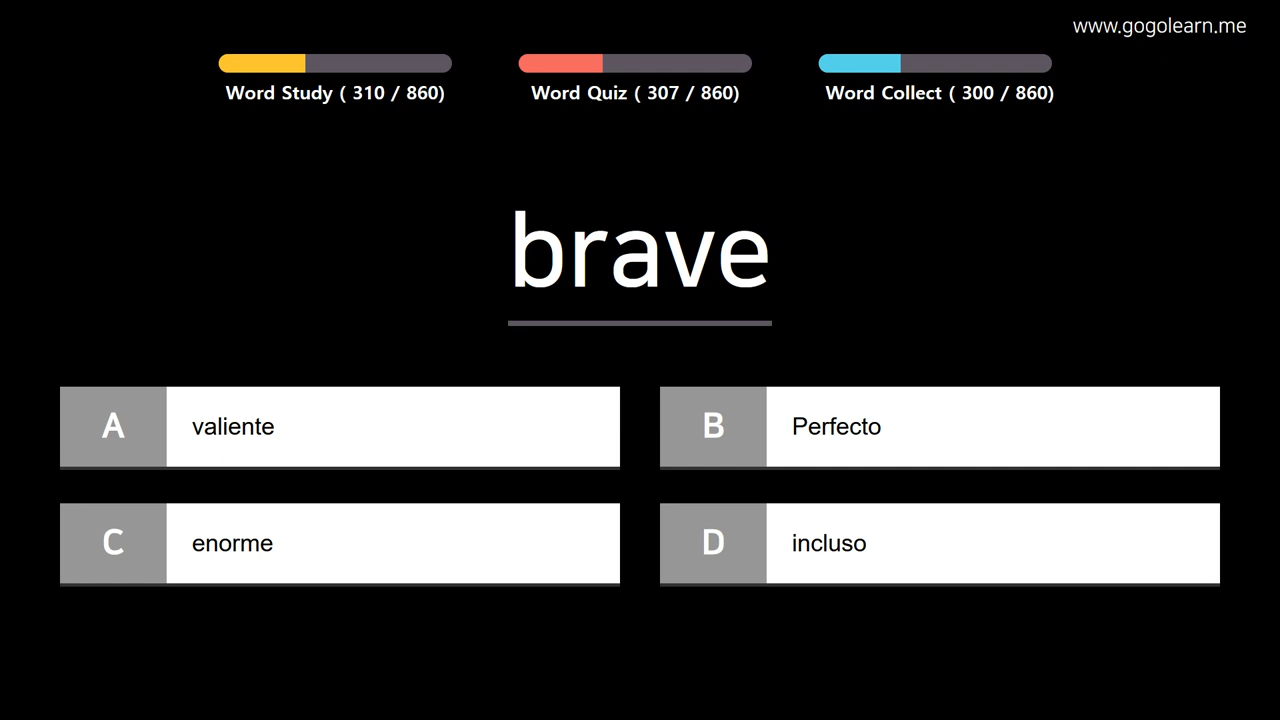 www.gogolearn.me
Word Study ( 310 / 860)
Word Quiz ( 307 / 860)
Word Collect ( 300 / 860)
brave
A valiente
B Perfecto
C enorme
D incluso